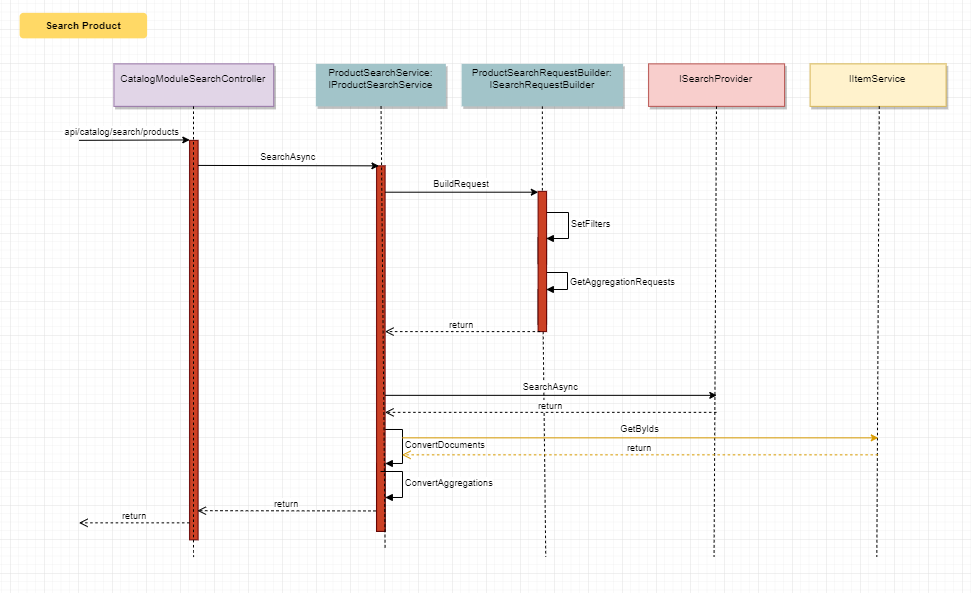 Search Product
CatalogModuleSearchController
ProductSearchService:
IProductSearchService
ProductSearchRequestBuilder:
ISearchRequestBuilder
ISearchProvider
IItemService
api/catalog/search/products
SearchAsync
BuildRequest
SetFilters
GetAggregationRequests
return
SearchAsync
return
GetByIds
ConvertDocuments
return
ConvertAggregations
return
return